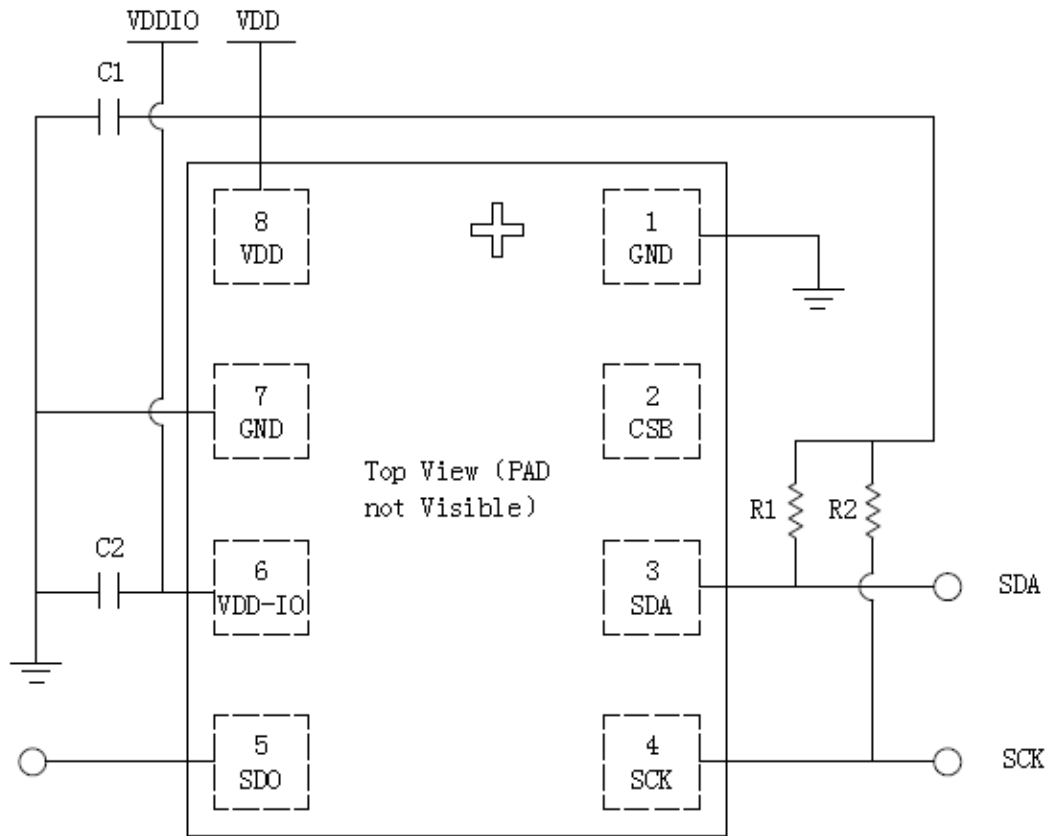 VDDIO VDD
C1
8
VDD
1
GND
7
GND
2
CSB
Top View (PAD
not Visible)
R1 R2
C2
6
VDD-IO
3
SDA
SDA
5
SDO
4
SCK
SCK